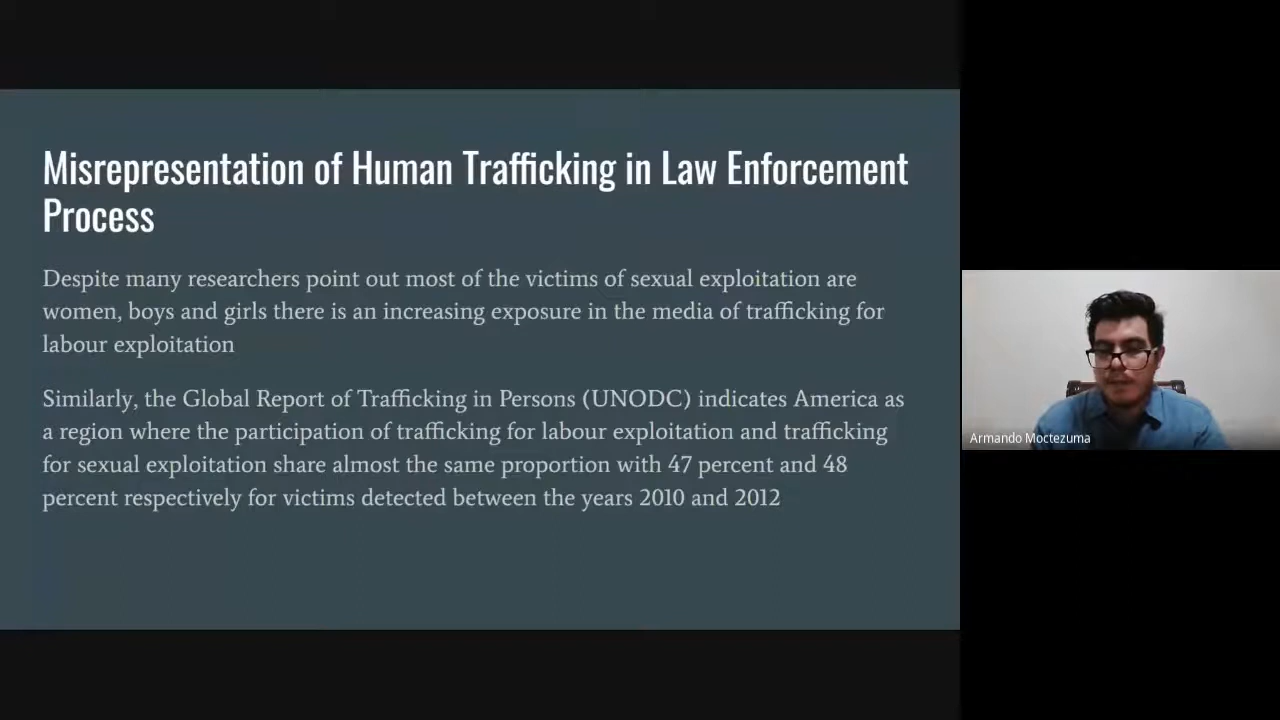 Misrepresentation of Human Trafficking in Law Enforcement
Process
Despite many researchers point out most of the victims of sexual exploitation are
women, boys and girls there is an increasing exposure in the media of trafficking for
labour exploitation
Similarly, the Global Report of Trafficking in Persons (UNODC) indicates America as
a region where the participation of trafficking for labour exploitation and trafficking
for sexual exploitation share almost the same proportion with 47 percent and 48
percent respectively for victims detected between the years 2010 and 2012
Armando Moctezuma